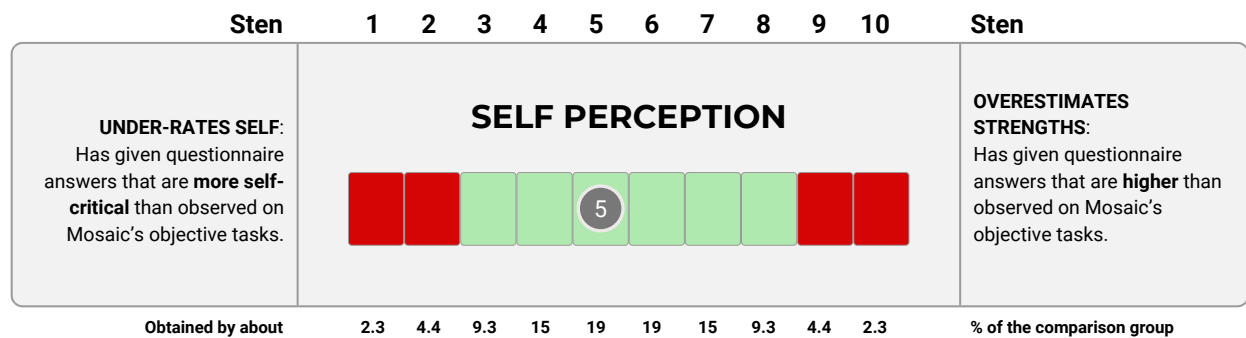 Sten 1 2 3 4 5 6 7 8 9 10 Sten
UNDER-RATES SELF:
Has given questionnaire
answers that are more self-
critical than observed on
Mosaic's objective tasks.
SELF PERCEPTION
5
OVERESTIMATES
STRENGTHS:
Has given questionnaire
answers that are higher than
observed on Mosaic's
objective tasks.
Obtained by about 2.3 4.4 9.3 15 19 19 15 9.3 4.4 2.3 % of the comparison group